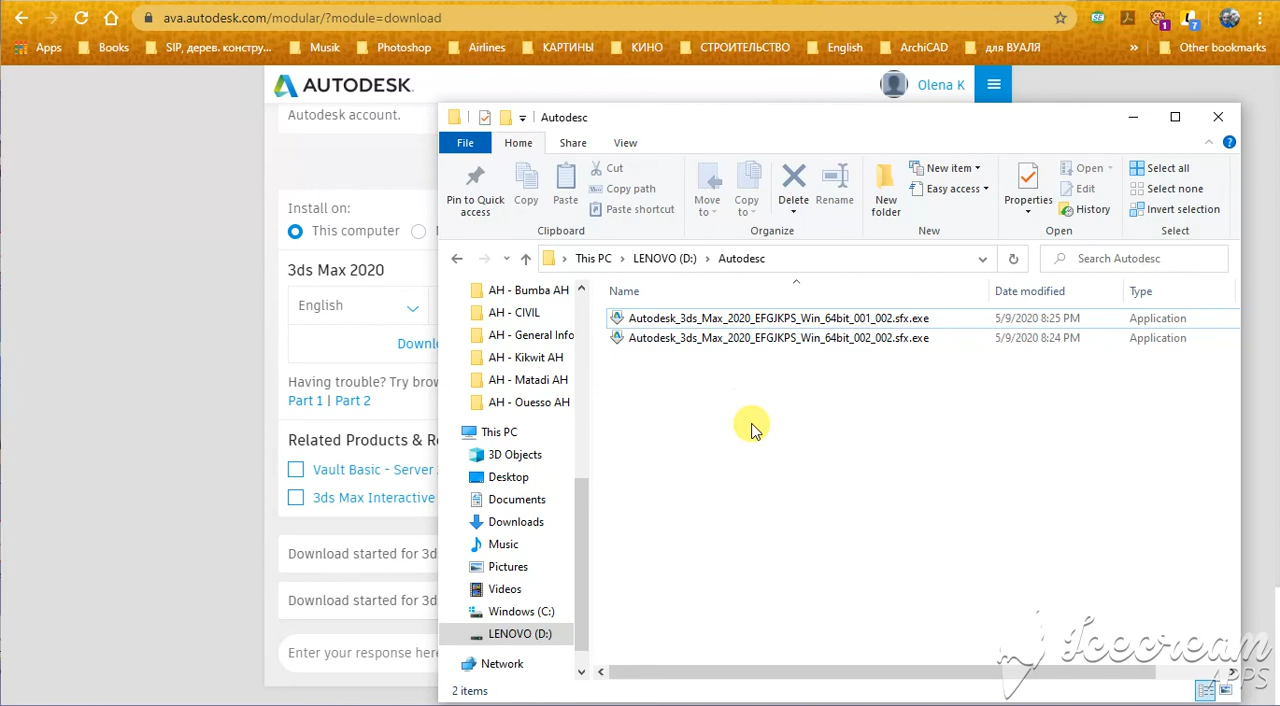 ava.autodesk.com/modular/?module=download
SE
1
7
Apps
Books
SIP, дерев. констру...
Musik
Photoshop
Airlines
КАРТИНЫ
КИНО
СТРОИТЕЛЬСТВО
English
ArchiCAD
для ВУАЛЯ
»
Other bookmarks
AUTODESK.
Olena K
Autodesk account.
Install on:
This computer
3ds Max 2020
English
Downl
Having trouble? Try brow
Part 1 | Part 2
Related Products & R
Vault Basic - Server
3ds Max Interactive
Download started for 3d
Download started for 3d
Enter your response here
Autodesc
File
Home
Share
View
Pin to Quick
access
Copy
Paste
Cut
Copy path
Paste shortcut
Clipboard
Move
to
Copy
to
Delete
Rename
Organize
New
folder
New item
Easy access
New
Properties
Open
Edit
History
Open
Select all
Select none
Invert selection
Select
This PC > LENOVO (D:) > Autodesc
Search Autodesc
AH - Bumba AH
AH - CIVIL
AH - General Info
AH - Kikwit AH
AH - Matadi AH
AH - Ouesso AH
This PC
3D Objects
Desktop
Documents
Downloads
Music
Pictures
Videos
Windows (C:)
LENOVO (D:)
Network
Name Date modified Type
Autodesk_3ds_Max_2020_EFGJKPS_Win_64bit_001_002.sfx.exe 5/9/2020 8:25 PM Application
Autodesk_3ds_Max_2020_EFGJKPS_Win_64bit_002_002.sfx.exe 5/9/2020 8:24 PM Application
2 items
Icecream
APPS